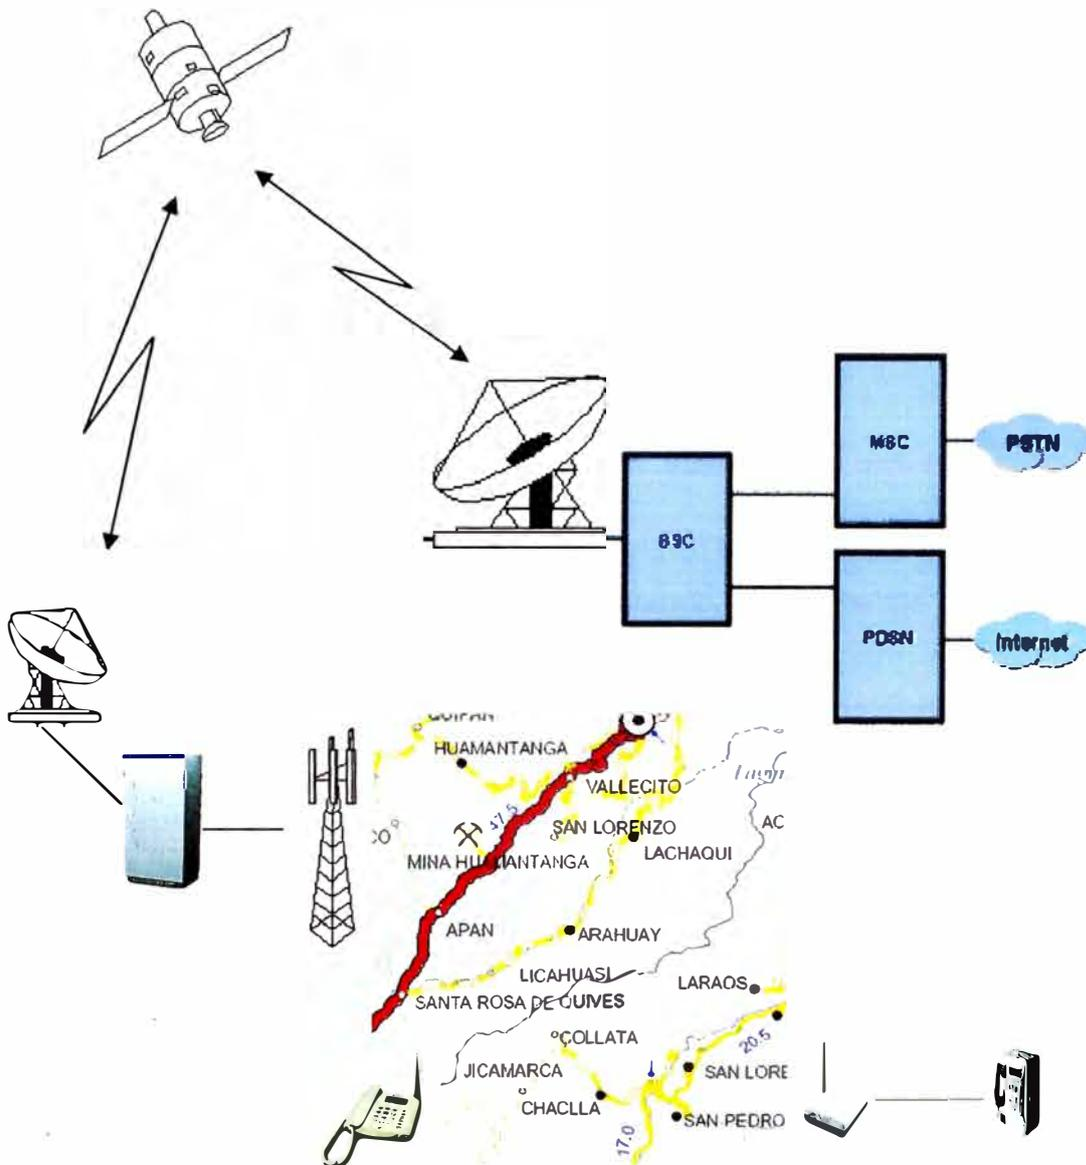 MSC
PSTN
BSC
PDSN
Internet
HUAMANTANGA
VALLECITO
47.5
SAN LORENZO
AC
LACHAQUI
MINA HUAMANTANGA
APAN
ARAHUAY
LICAHUASI
LARAOS
SANTA ROSA DE QUIVES
COLLATA
20.5
JICAMARCA
SAN LORE
CHACLLA
SAN PEDRO
17.0